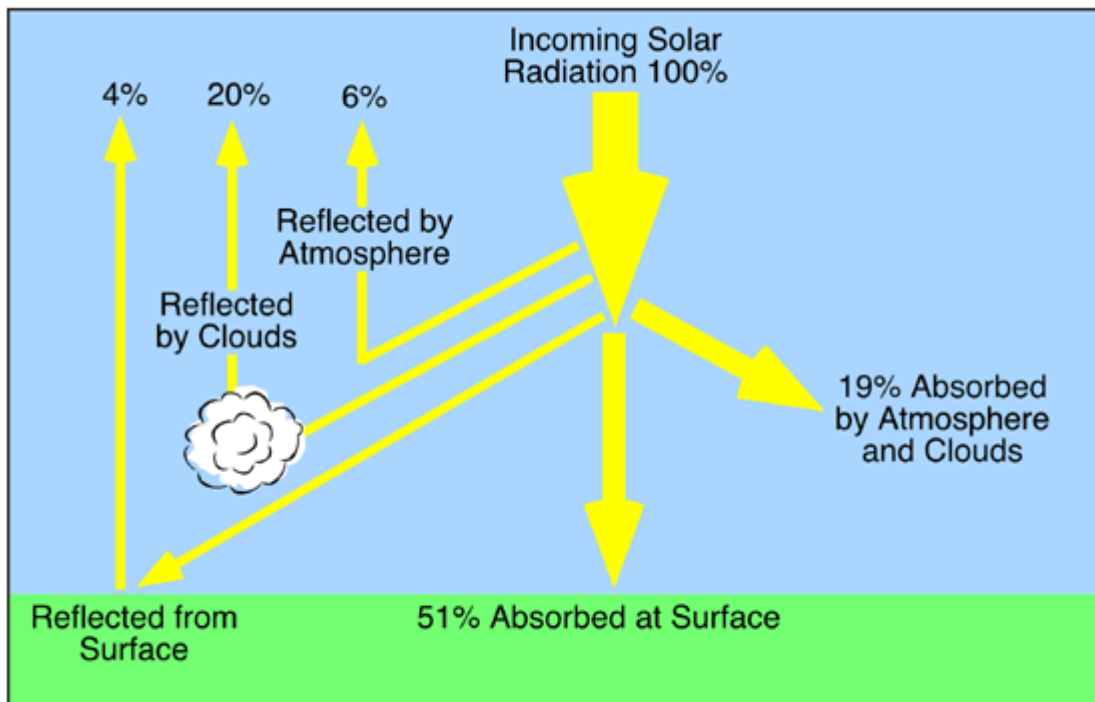 Incoming Solar
Radiation 100%
4%
20%
6%
Reflected by
Atmosphere
Reflected
by Clouds
19% Absorbed
by Atmosphere
and Clouds
Reflected from
Surface
51% Absorbed at Surface